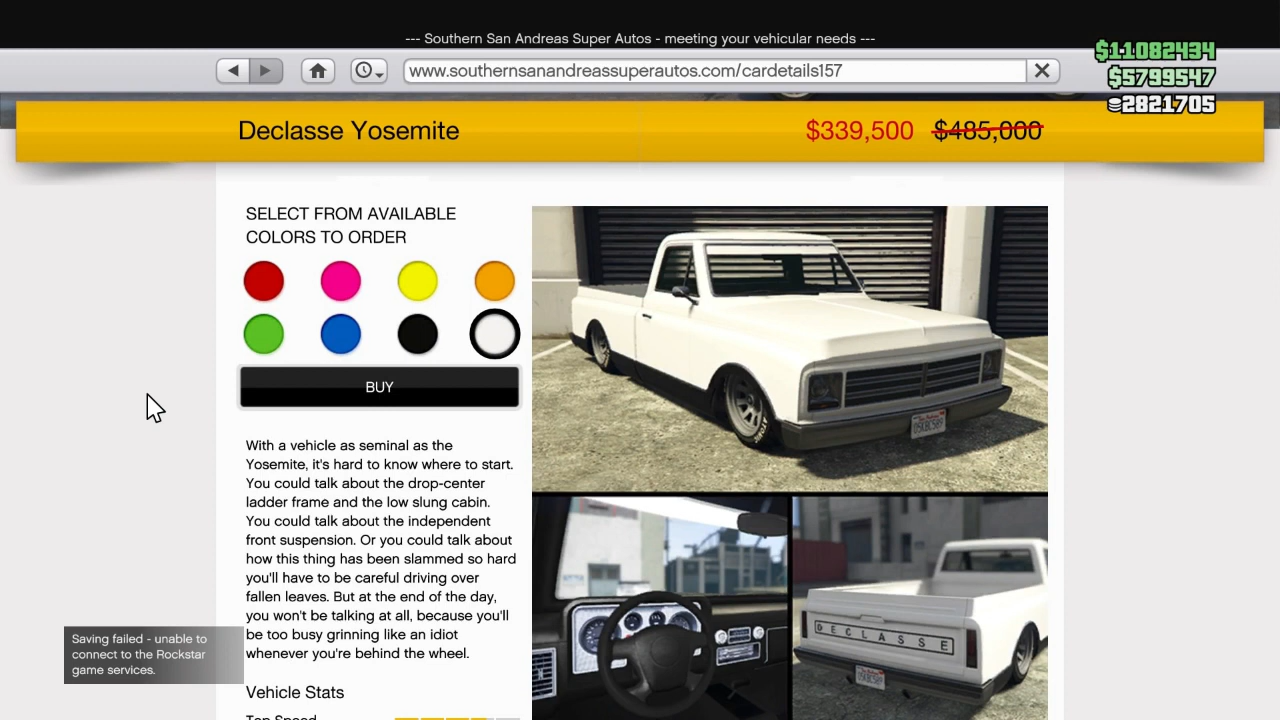 --- Southern San Andreas Super Autos - meeting your vehicular needs ---
$11082434
www.southernsanandreassuperautos.com/cardetails157
$5799547
2821705
Declasse Yosemite
$339,500 $485,000
SELECT FROM AVAILABLE
COLORS TO ORDER
BUY
With a vehicle as seminal as the
Yosemite, it's hard to know where to start.
You could talk about the drop-center
ladder frame and the low slung cabin.
You could talk about the independent
front suspension. Or you could talk about
how this thing has been slammed so hard
you'll have to be careful driving over
fallen leaves. But at the end of the day,
you won't be talking at all, because you'll
be too busy grinning like an idiot
whenever you're behind the wheel.
Vehicle Stats
Top Speed
Saving failed - unable to
connect to the Rockstar
game services.
DECLASSE